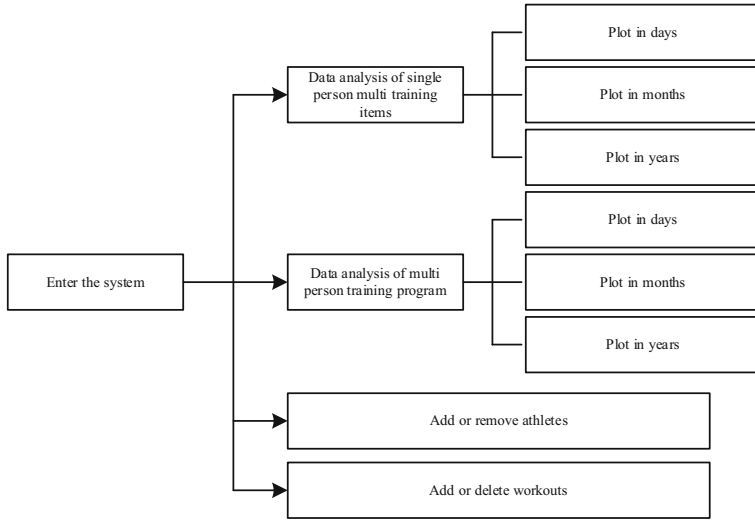 Enter the system
Data analysis of single
person multi training
items
Plot in days
Plot in months
Plot in years
Data analysis of multi
person training program
Plot in days
Plot in months
Plot in years
Add or remove athletes
Add or delete workouts